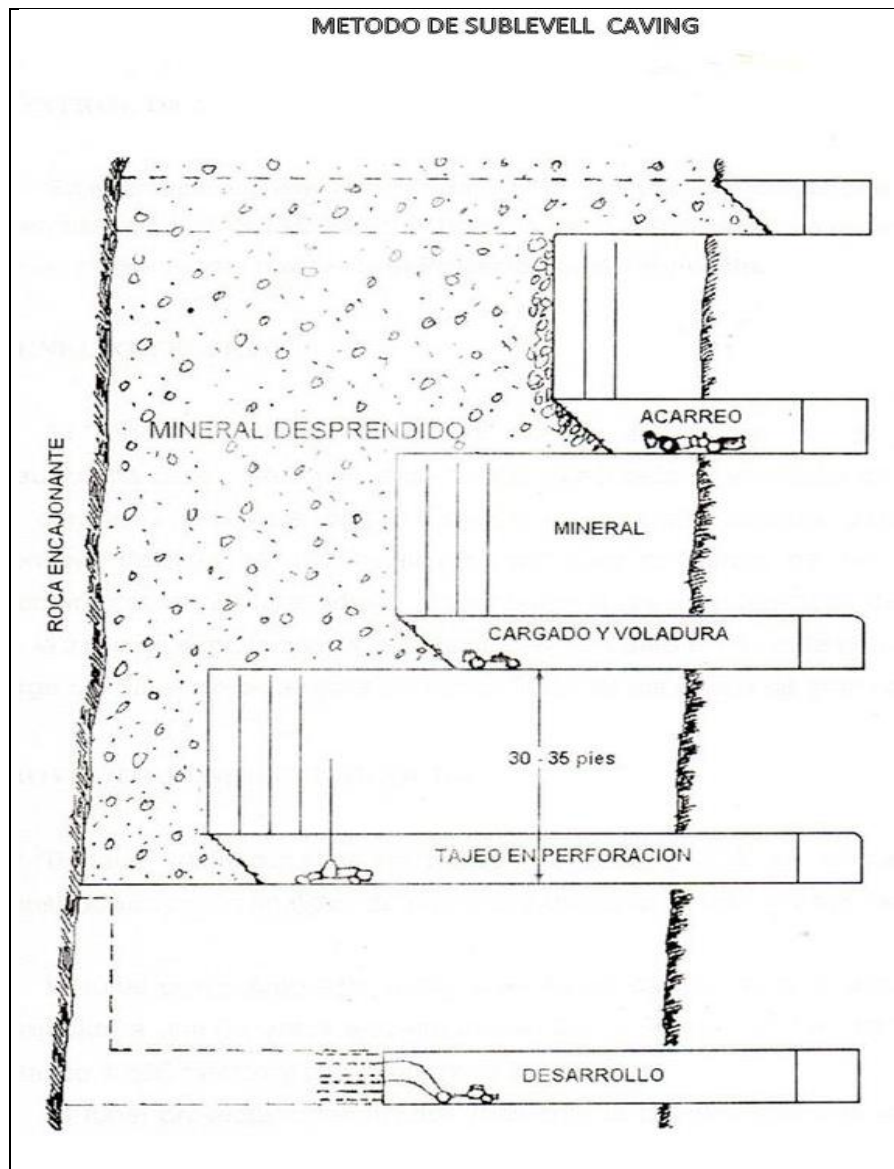 METODO DE SUBLEVELL CAVING
ACARREO
MINERAL DESPRENDIDO
ROCA ENCAJONANTE
MINERAL
CARGADO Y VOLADURA
30 - 35 pies
TAJEO EN PERFORACION
DESARROLLO